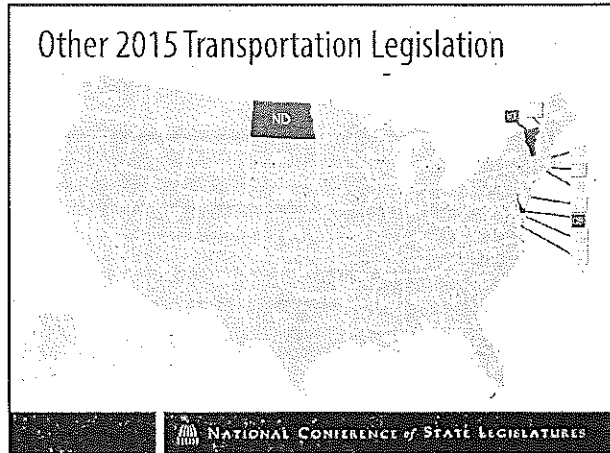 Other 2015 Transportation Legislation
ND
NATIONAL CONFERENCE of STATE LEGISLATURES